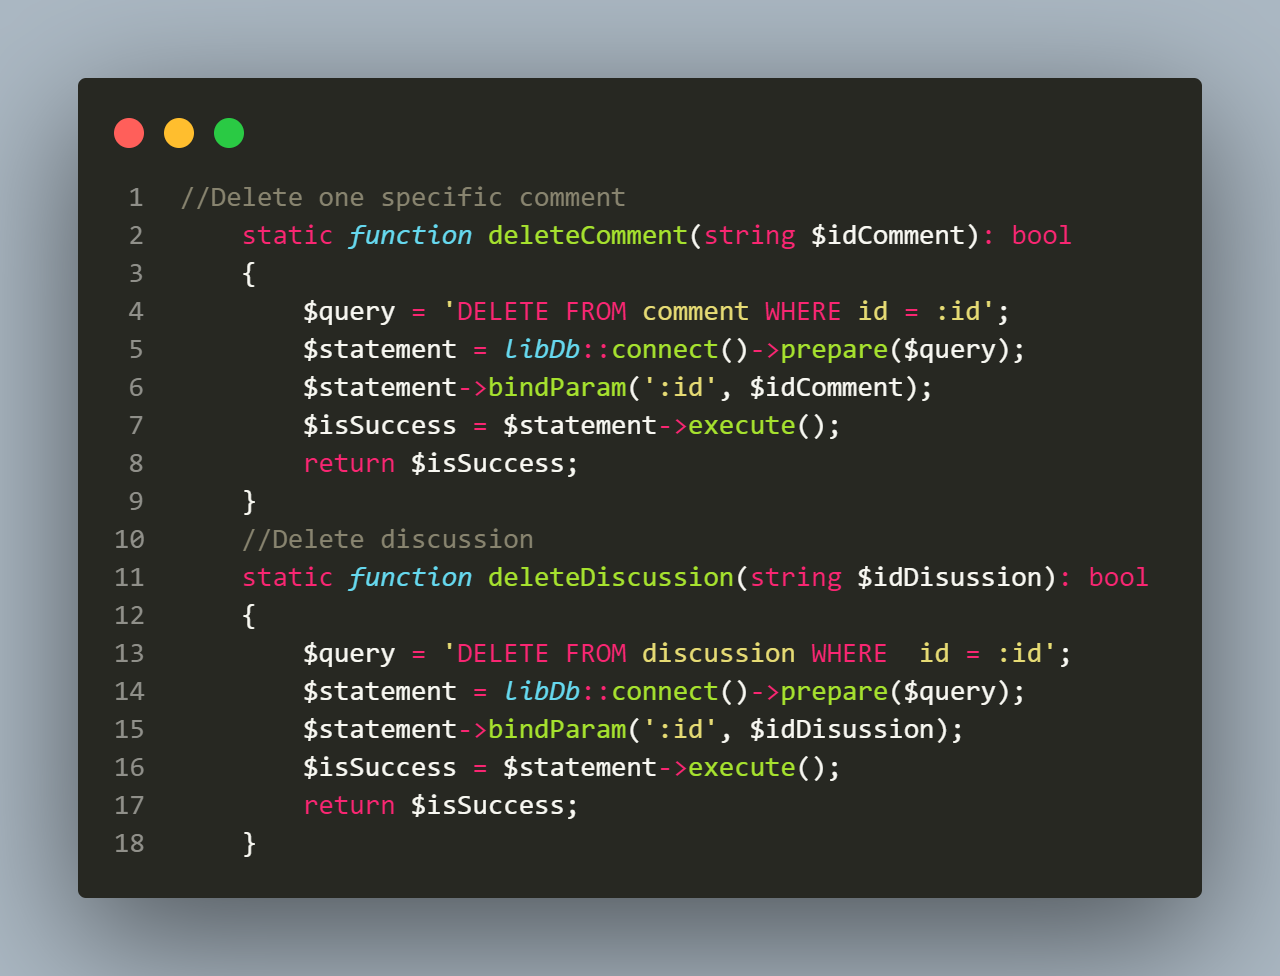 1 //Delete one specific comment
2 static function deleteComment(string $idComment): bool
3 {
4 $query = 'DELETE FROM comment WHERE id = :id';
5 $statement = libDb::connect()->prepare($query);
6 $statement->bindParam(':id', $idComment);
7 $isSuccess = $statement->execute();
8 return $isSuccess;
9 }
10 //Delete discussion
11 static function deleteDiscussion(string $idDisussion): bool
12 {
13 $query = 'DELETE FROM discussion WHERE  id = :id';
14 $statement = libDb::connect()->prepare($query);
15 $statement->bindParam(':id', $idDisussion);
16 $isSuccess = $statement->execute();
17 return $isSuccess;
18 }